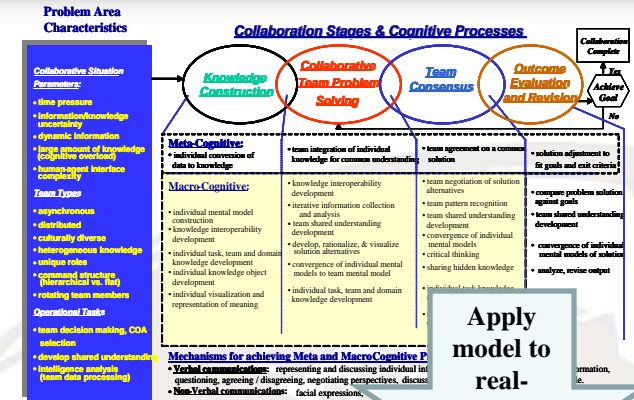 Problem Area
Characteristics
Collaboration Stages & Cognitive Processes
Collaborative Situation
Parameters:
• time pressure
• information/knowledge
uncertainty
• dynamic information
• large amount of knowledge
(cognitive overload)
• human-agent interface
complexity
Team Types
• asynchronous
• distributed
• culturally diverse
• heterogeneous knowledge
• unique roles
• command structure
(hierarchical vs. flat)
• rotating team members
Operational Tasks
• team decision making, COA
selection
• develop shared understanding
• intelligence analysis
(team data processing)
Knowledge
Construction
Collaborative
Team Problem
Solving
Team
Consensus
Outcome
Evaluation
and Revision
Collaboration
Complete
Yes
Achieve
Goal
No
Meta-Cognitive:
• individual conversion of
data to knowledge
• team integration of individual
knowledge for common understanding
• team agreement on a common
solution
• solution adjustment to
fit goals and exit criteria
Macro-Cognitive:
• individual mental model
construction
• knowledge interoperability
development
• individual task, team and domain
knowledge development
• individual knowledge object
development
• individual visualization and
representation of meaning
• knowledge interoperability
development
• iterative information collection
and analysis
• team shared understanding
development
• develop, rationalize, & visualize
solution alternatives
• convergence of individual mental
models to team mental model
• individual task, team and domain
knowledge development
• team negotiation of solution
alternatives
• team pattern recognition
• team shared understanding
development
• convergence of individual
mental models
• critical thinking
• sharing hidden knowledge
• compare problem solution
against goals
• team shared understanding
development
• convergence of individual
mental models of solution
• analyze, revise output
Mechanisms for achieving Meta and MacroCognitive P
• Verbal communications: representing and discussing individual inf
questioning, agreeing / disagreeing, negotiating perspectives, discuss
• Non-Verbal communications: facial expressions,
Apply
model to
real-